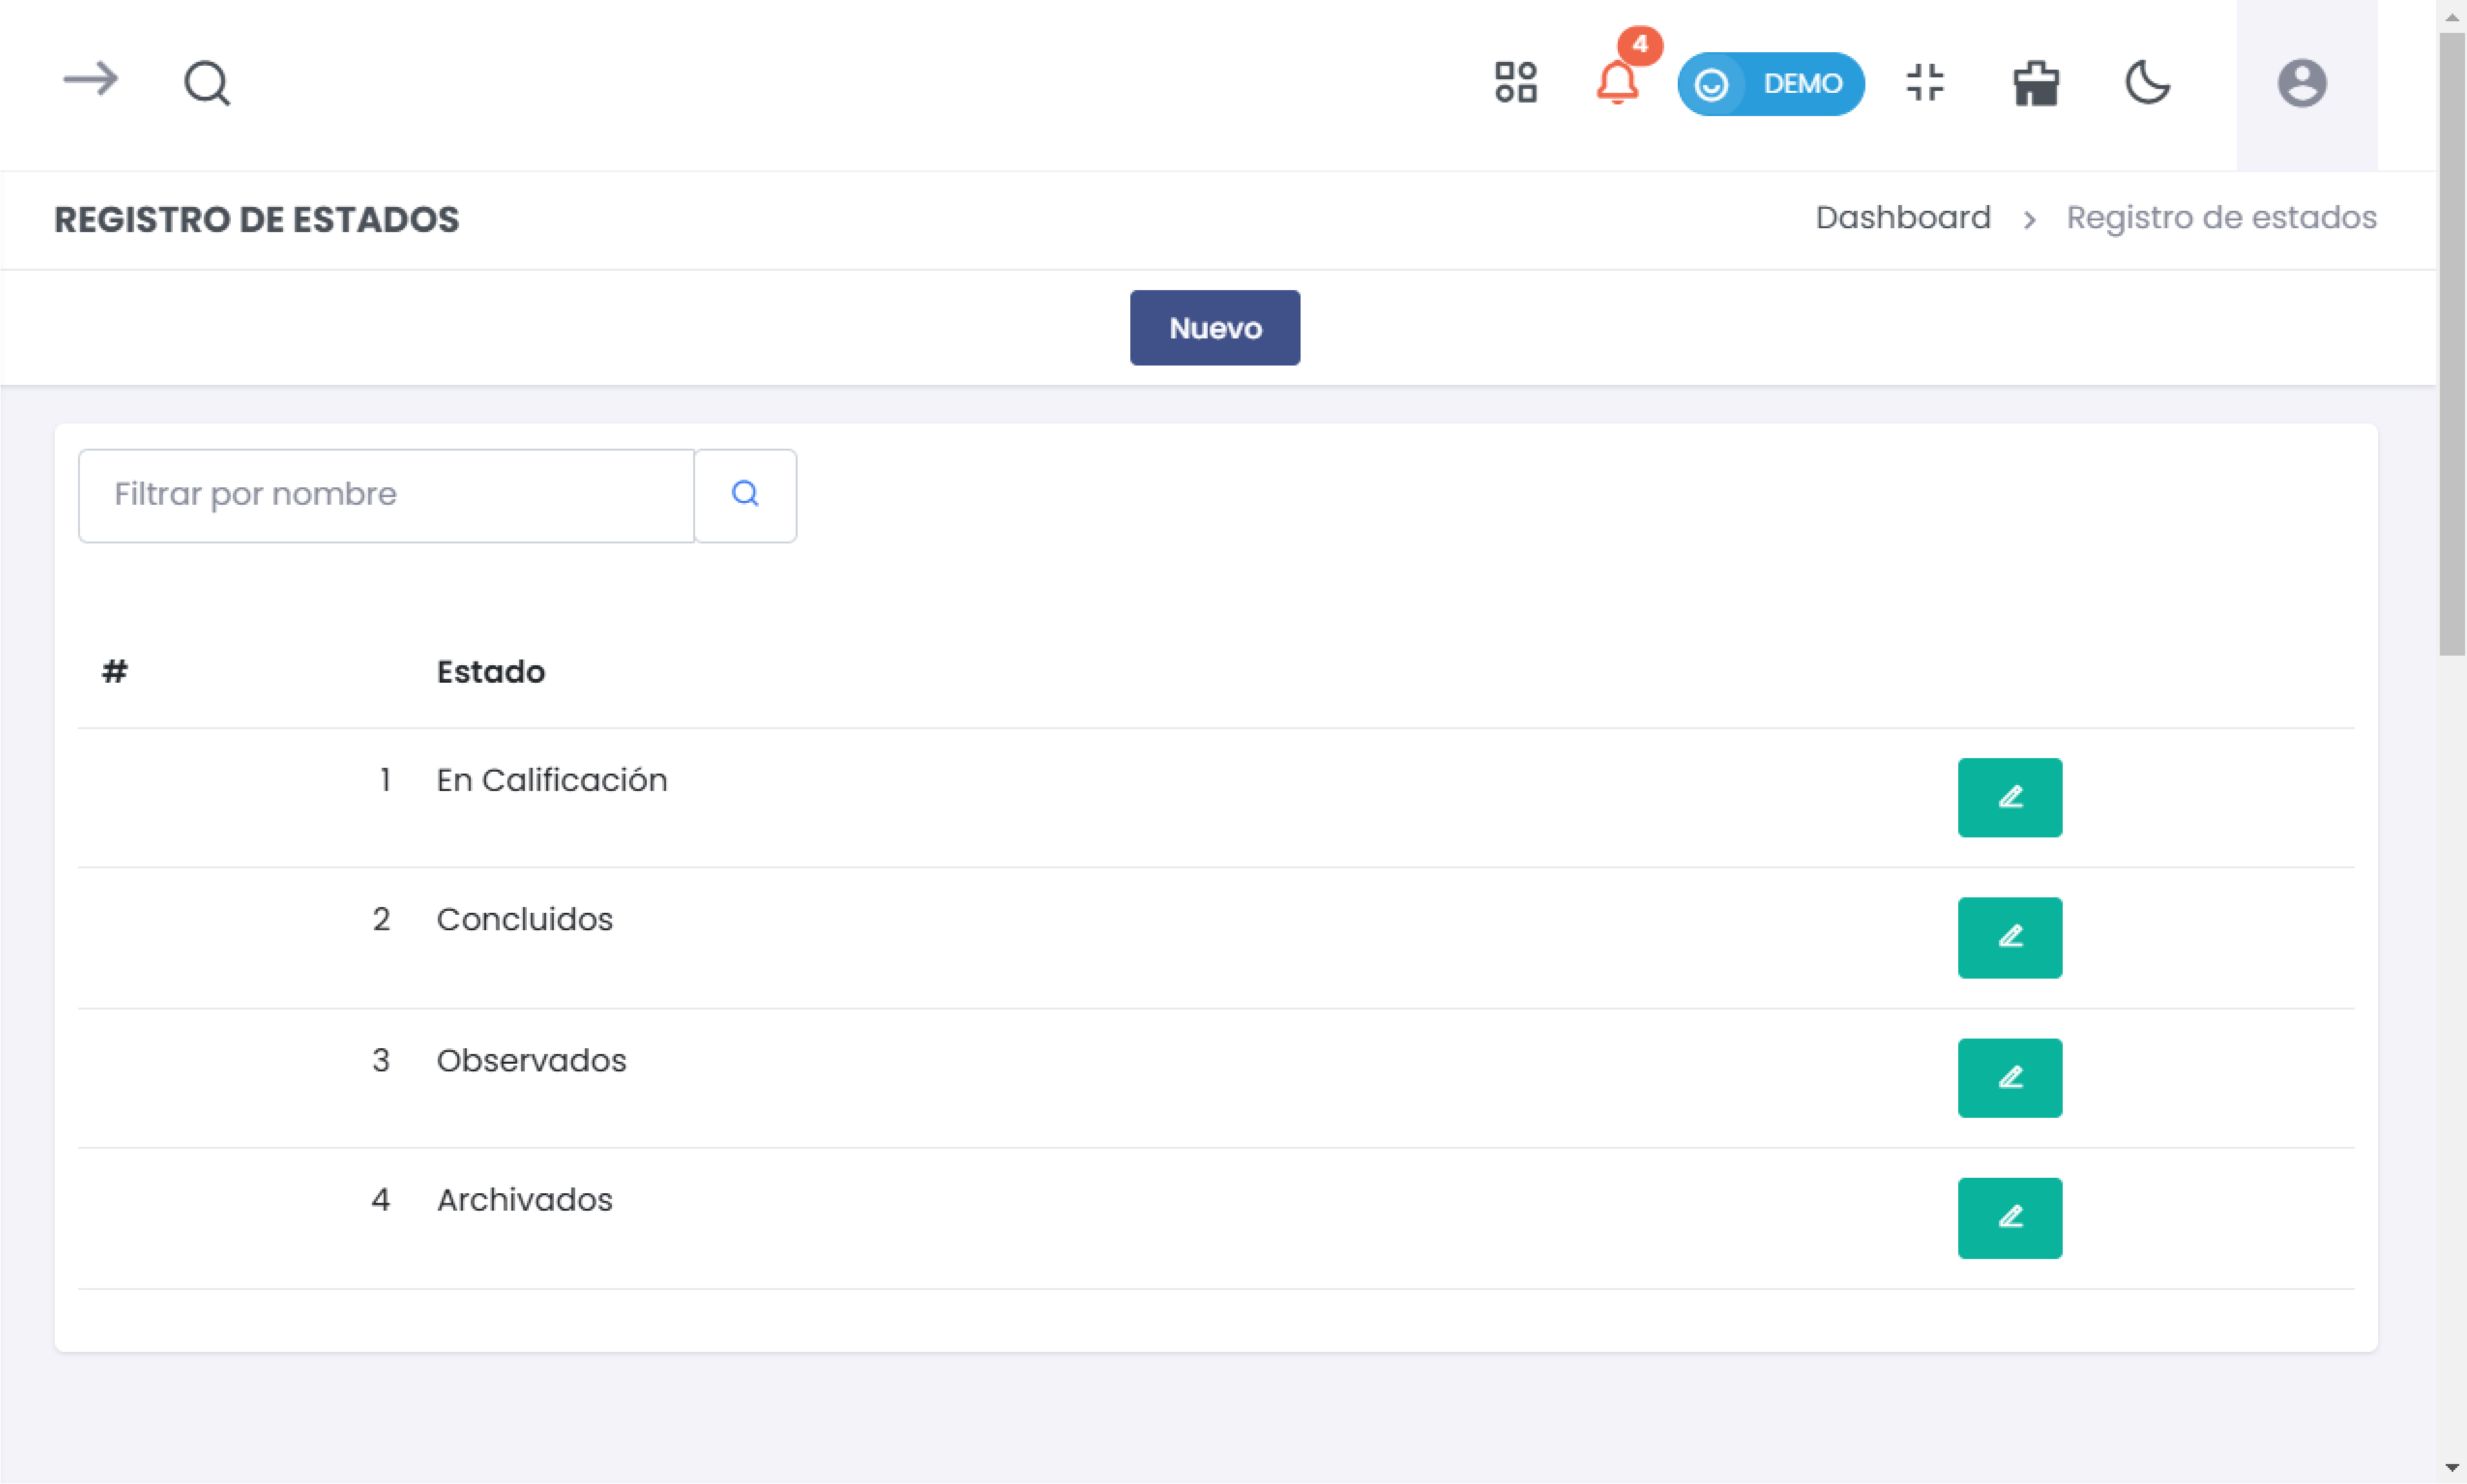 4
DEMO
REGISTRO DE ESTADOS
Dashboard > Registro de estados
Nuevo
Filtrar por nombre
# Estado
1 En Calificación
2 Concluidos
3 Observados
4 Archivados